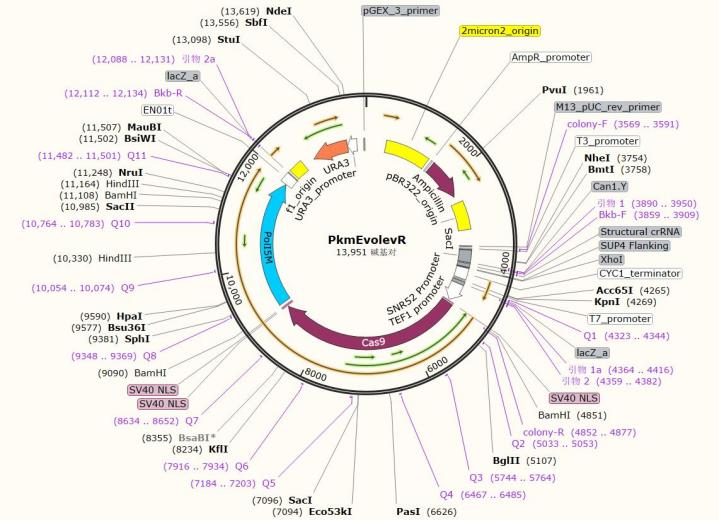 (13,619) NdeI
(13,556) SbfI
(13,098) StuI
(12,088 .. 12,131) 引物 2a
lacZ_a
(12,112 .. 12,134) Bkb-R
EN01t
(11,507) MauBI
(11,502) BsiWI
(11,482 .. 11,501) Q11
(11,248) NruI
(11,164) HindIII
(11,108) BamHI
(10,985) SacII
(10,764 .. 10,783) Q10
(10,330) HindIII
(10,054 .. 10,074) Q9
(9590) HpaI
(9577) Bsu36I
(9381) SphI
(9348 .. 9369) Q8
(9090) BamHI
SV40 NLS
SV40 NLS
(8634 .. 8652) Q7
(8355) BsaBI*
(8234) KflI
(7916 .. 7934) Q6
(7184 .. 7203) Q5
(7096) SacI
(7094) Eco53kI
pGEX_3_primer
2micron2_origin
AmpR_promoter
PvuI (1961)
M13_pUC_rev_primer
colony-F (3569 .. 3591)
T3_promoter
NheI (3754)
BmtI (3758)
Can1.Y
引物 1 (3890 .. 3950)
Bkb-F (3859 .. 3909)
Structural crRNA
SUP4 Flanking
XhoI
CYC1_terminator
Acc65I (4265)
KpnI (4269)
T7_promoter
Q1 (4323 .. 4344)
lacZ_a
引物 1a (4364 .. 4416)
引物 2 (4359 .. 4382)
SV40 NLS
BamHI (4851)
colony-R (4852 .. 4877)
Q2 (5033 .. 5053)
BglII (5107)
Q3 (5744 .. 5764)
Q4 (6467 .. 6485)
PasI (6626)
2000
4000
6000
8000
10,000
12,000
URA3
URA3_promoter
f1_origin
pBR322_origin
Ampicillin
SacI
PolI5M
PkmEvolevR
13,951 碱基对
SNR52 Promoter
TEF1 promoter
Cas9